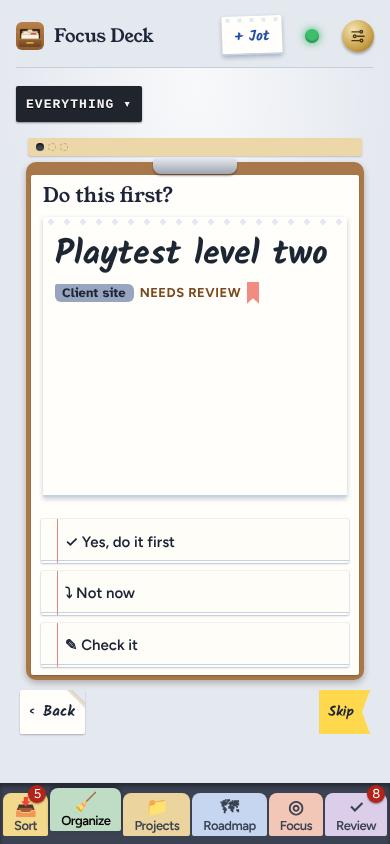 Focus Deck
+ Jot
EVERYTHING ▾
Do this first?
Playtest level two
Client site NEEDS REVIEW
✓ Yes, do it first
⤵ Not now
✎ Check it
‹ Back
Skip
5
8
Sort
Organize
Projects
Roadmap
Focus
Review